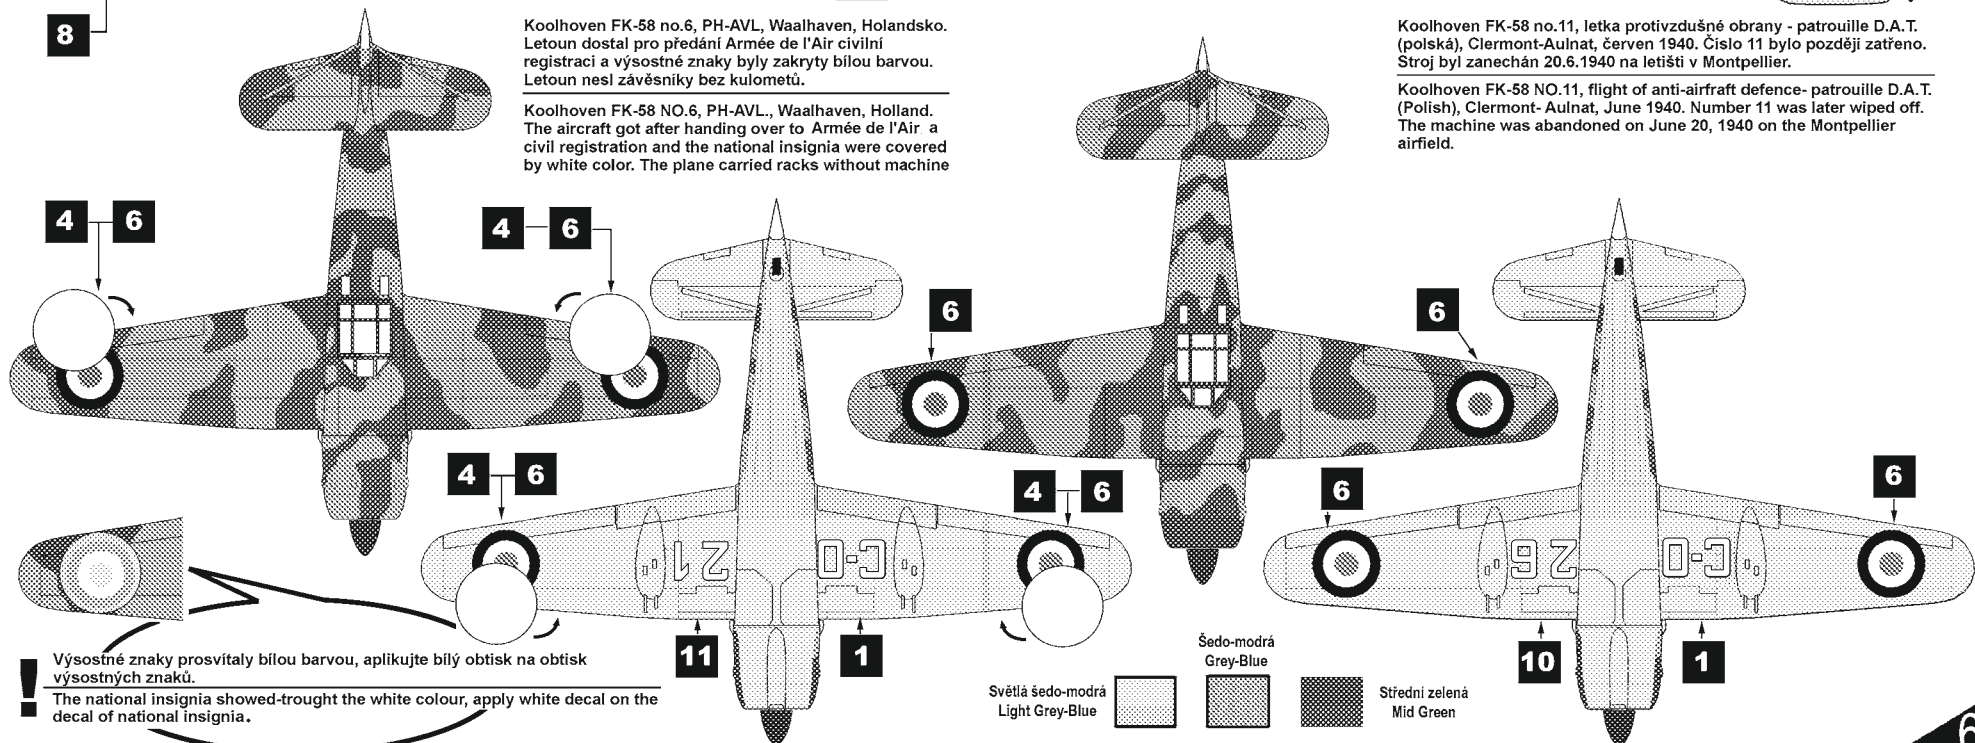 8
Koolhoven FK-58 no.6, PH-AVL, Waalhaven, Holandsko.
Letoun dostal pro předání Armée de l'Air civilní
registraci a výsostné znaky byly zakryty bílou barvou.
Letoun nesl závěsníky bez kulometů.
Koolhoven FK-58 NO.6, PH-AVL., Waalhaven, Holland.
The aircraft got after handing over to Armée de l'Air a
civil registration and the national insignia were covered
by white color. The plane carried racks without machine
Koolhoven FK-58 no.11, letka protivzdušné obrany - patrouille D.A.T.
(polská), Clermont-Aulnat, červen 1940. Číslo 11 bylo později zatřeno.
Stroj byl zanechán 20.6.1940 na letišti v Montpellier.
Koolhoven FK-58 NO.11, flight of anti-airfraft defence- patrouille D.A.T.
(Polish), Clermont- Aulnat, June 1940. Number 11 was later wiped off.
The machine was abandoned on June 20, 1940 on the Montpellier
airfield.
4 6
4 6
6
6
4 6
4 6
6
6
21 C-0
26 C-0
11
1
10
1
Výsostné znaky prosvítaly bílou barvou, aplikujte bílý obtisk na obtisk
výsostných znaků.
!
The national insignia showed-trought the white colour, apply white decal on the
decal of national insignia.
Světlá šedo-modrá
Light Grey-Blue
Šedo-modrá
Grey-Blue
Střední zelená
Mid Green
6